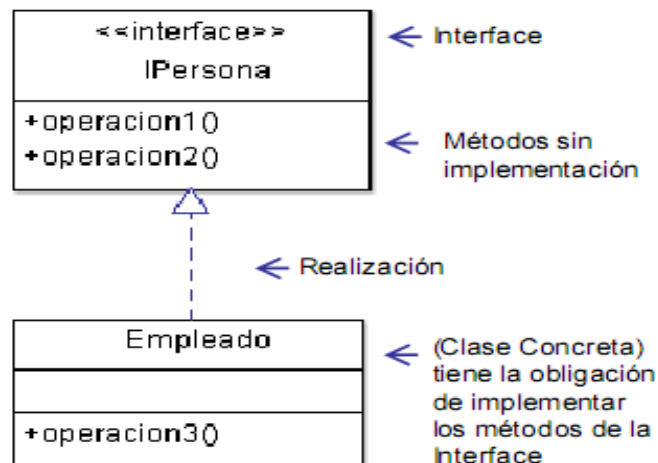 <<interface>>
IPersona
+operacion1()
+operacion2()
Interface
Métodos sin
implementación
Realización
Empleado
+operacion3()
(Clase Concreta)
tiene la obligación
de implementar
los métodos de la
Interface